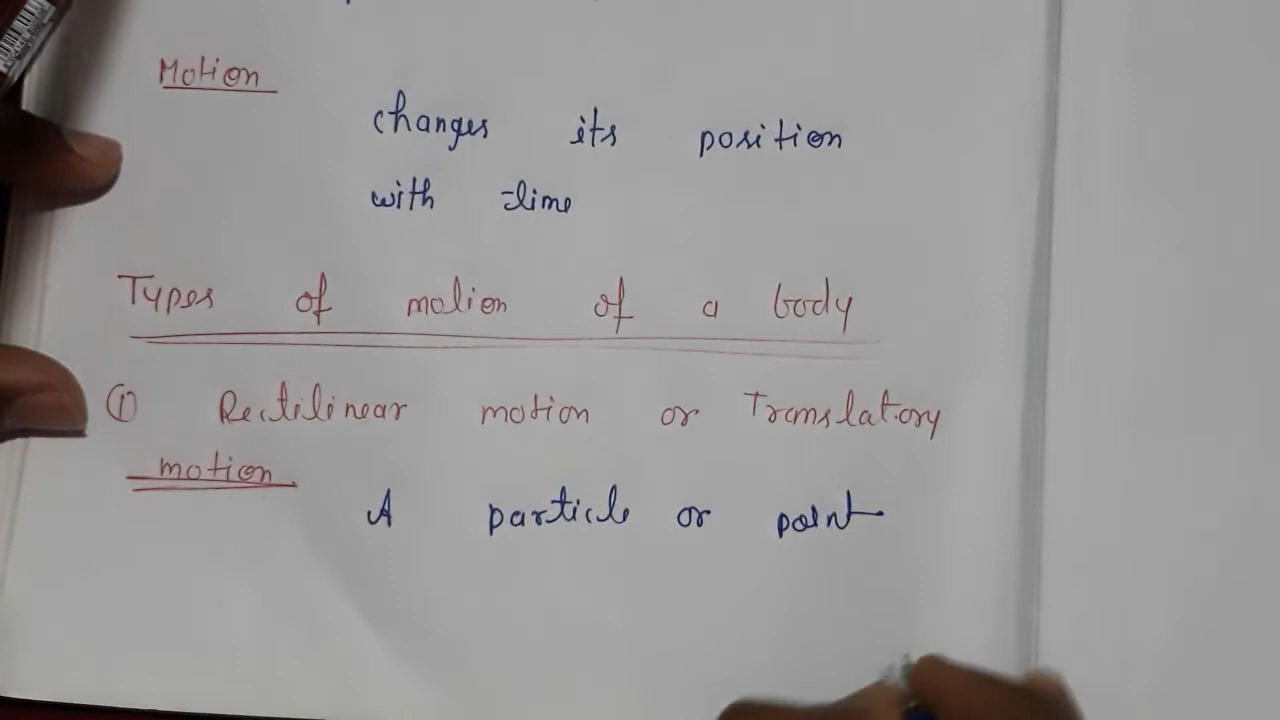 Motion
changes its position
with time
Types of motion of a body
① Rectilinear motion or Translatory
motion
A particle or point